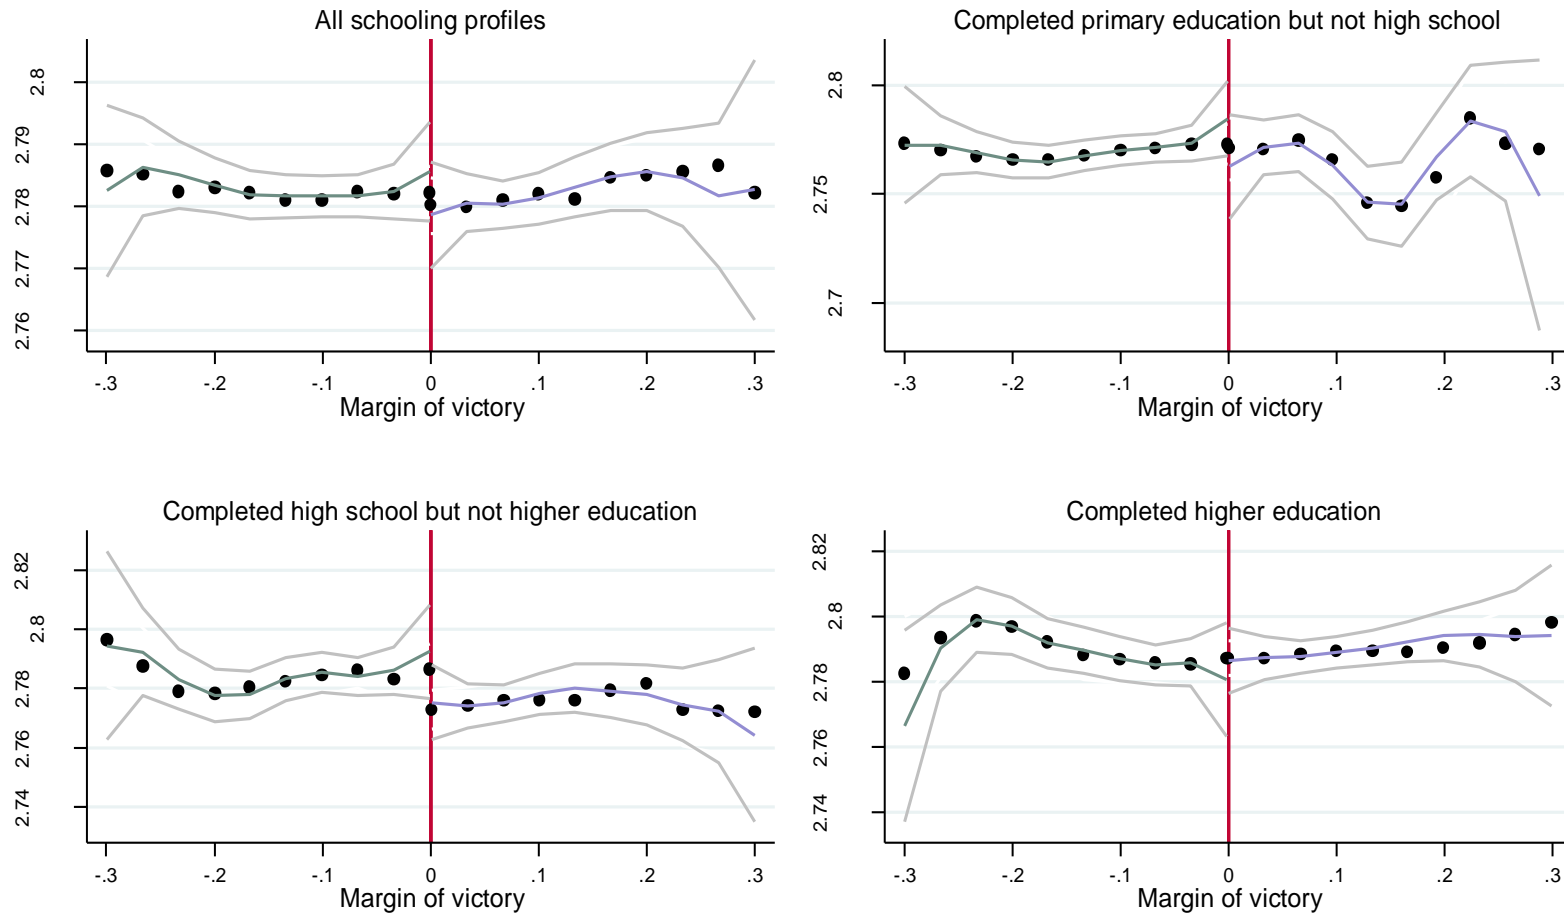 All schooling profiles
2.8
2.79
2.78
2.77
2.76
-.3 -.2 -.1 0 .1 .2 .3
Margin of victory
Completed primary education but not high school
2.8
2.75
2.7
-.3 -.2 -.1 0 .1 .2 .3
Margin of victory
Completed high school but not higher education
2.82
2.8
2.78
2.76
2.74
-.3 -.2 -.1 0 .1 .2 .3
Margin of victory
Completed higher education
2.82
2.8
2.78
2.76
2.74
-.3 -.2 -.1 0 .1 .2 .3
Margin of victory